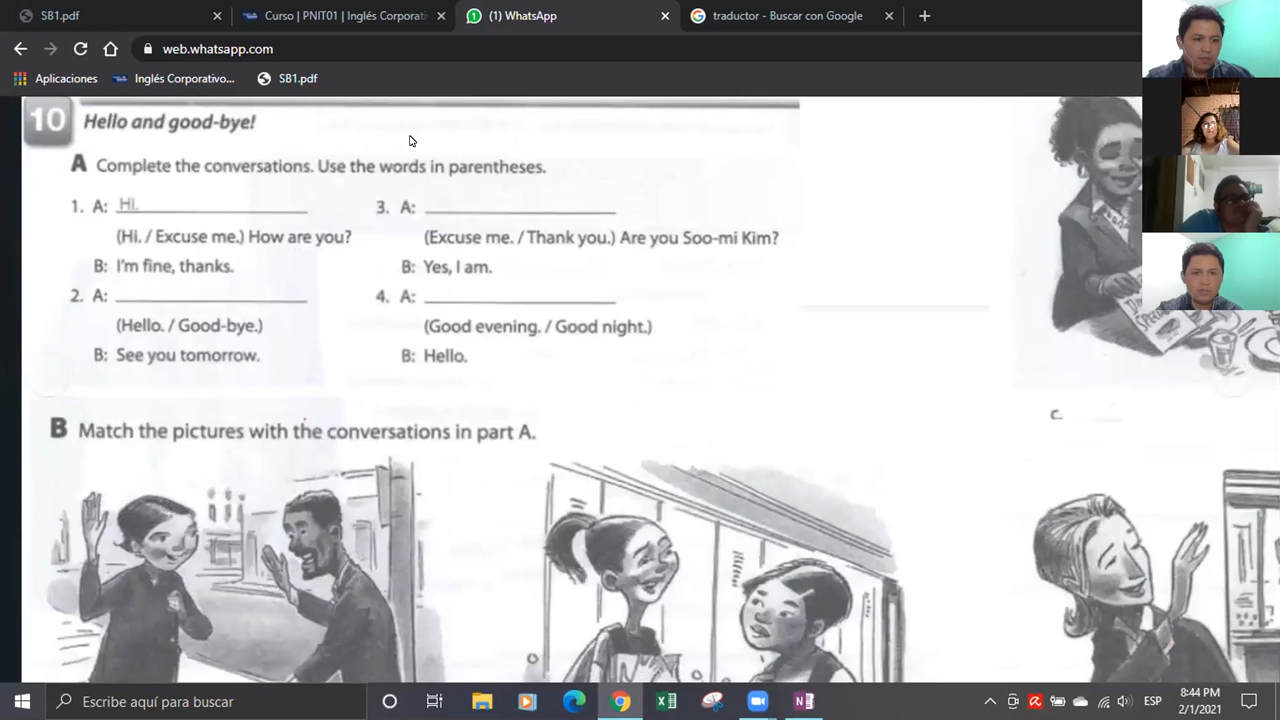 SB1.pdf
Curso | PNIT01 | Inglés Corporati
(1) WhatsApp
traductor - Buscar con Google
web.whatsapp.com
Aplicaciones
Inglés Corporativo...
SB1.pdf
10 Hello and good-bye!
A Complete the conversations. Use the words in parentheses.
1. A: Hi.
(Hi. / Excuse me.) How are you?
B: I'm fine, thanks.
2. A: ____________
(Hello. / Good-bye.)
B: See you tomorrow.
3. A: ____________
(Excuse me. / Thank you.) Are you Soo-mi Kim?
B: Yes, I am.
4. A: ____________
(Good evening. / Good night.)
B: Hello.
B Match the pictures with the conversations in part A.
c.
Escribe aquí para buscar
ESP
8:44 PM
2/1/2021